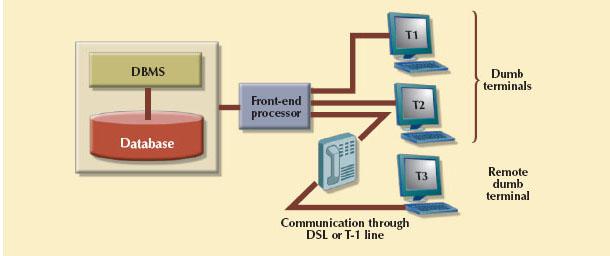 DBMS
Database
Front-end
processor
T1
T2
T3
Dumb
terminals
Remote
dumb
terminal
Communication through
DSL or T-1 line